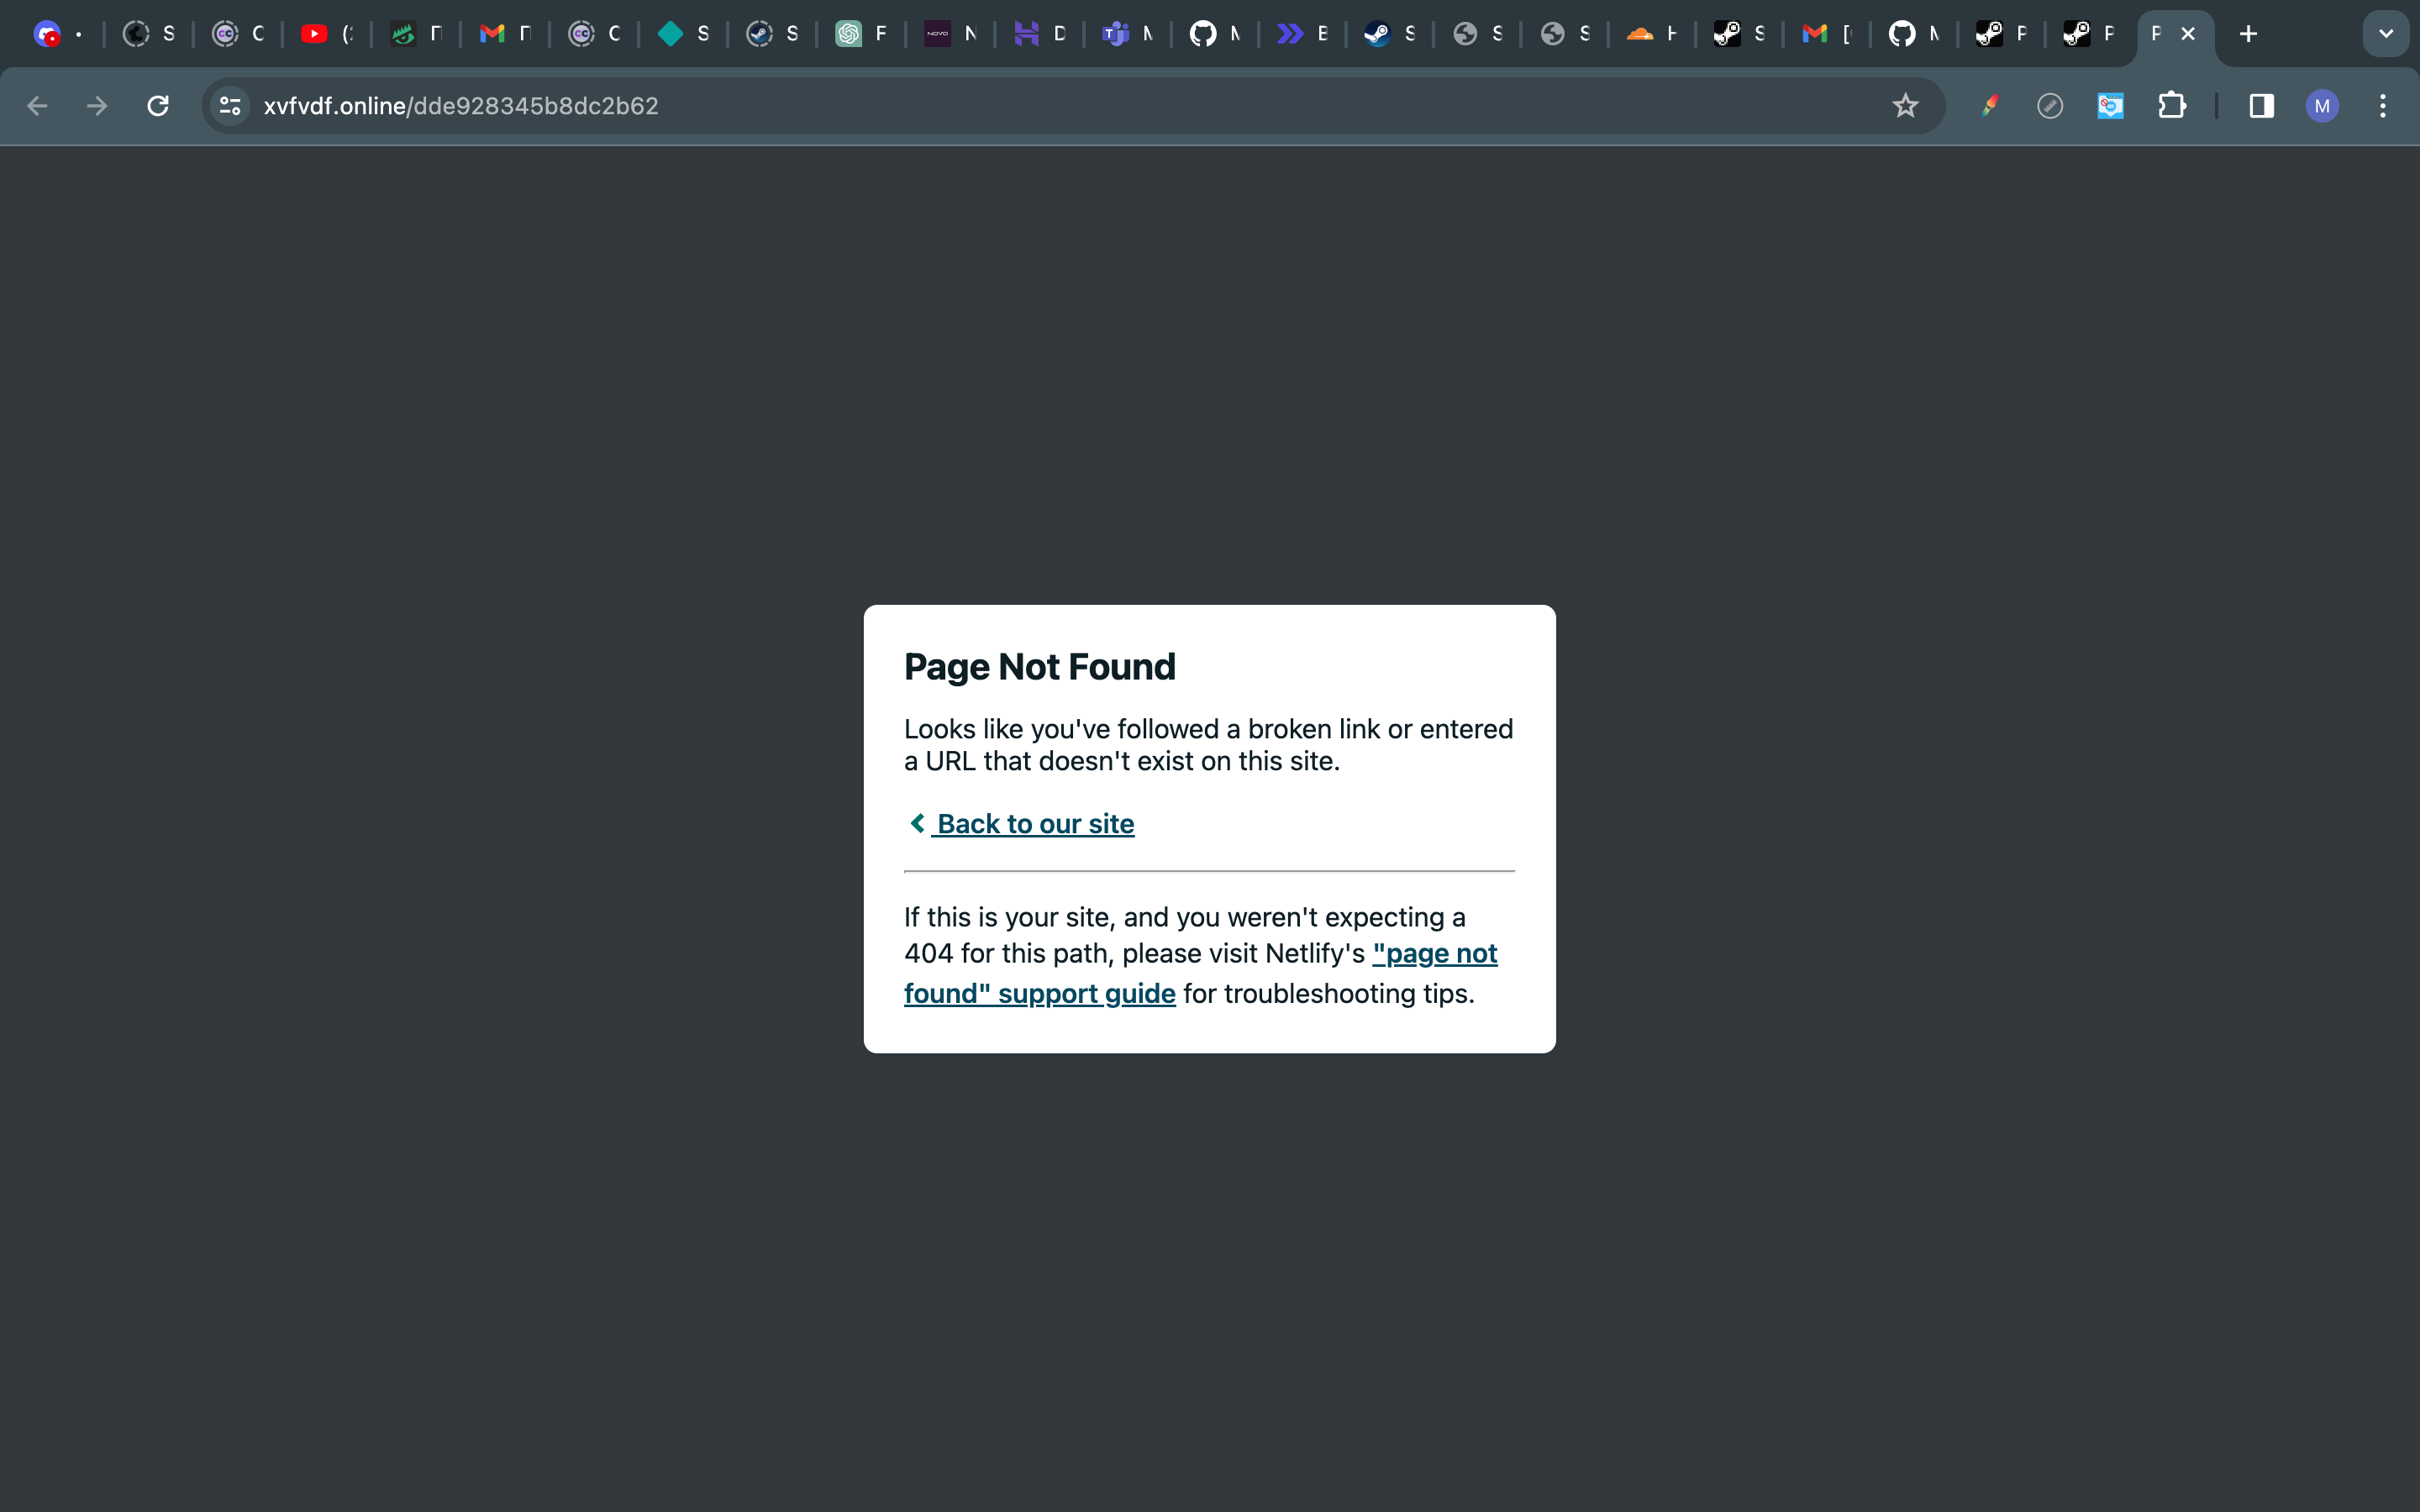 S C (: П П C S S F NOVO N D T M M B S S S H S [ M P P P
xvfvdf.online/dde928345b8dc2b62
M
Page Not Found
Looks like you've followed a broken link or entered
a URL that doesn't exist on this site.
Back to our site
If this is your site, and you weren't expecting a
404 for this path, please visit Netlify's "page not
found" support guide for troubleshooting tips.